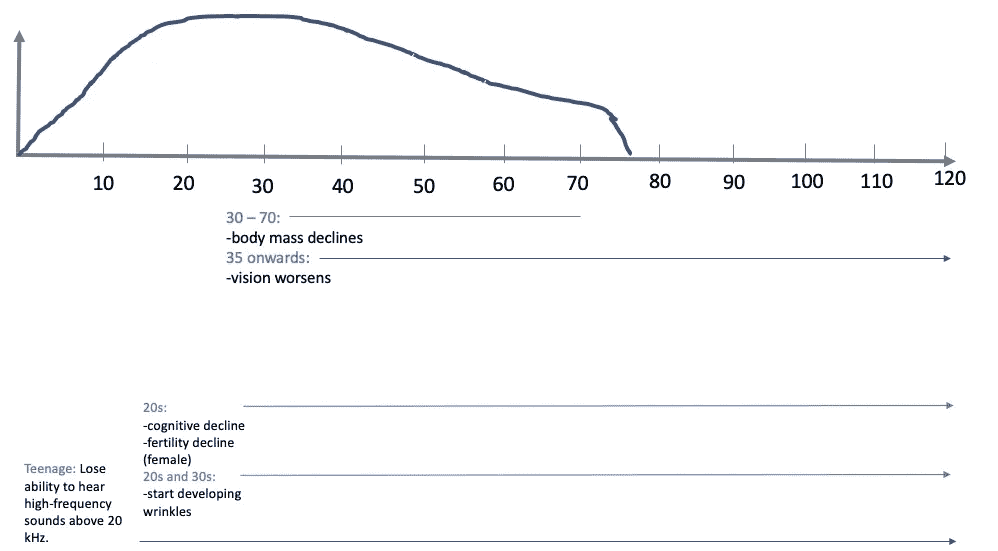 10 20 30 40 50 60 70 80 90 100 110 120
30 – 70:
-body mass declines
35 onwards:
-vision worsens
20s:
-cognitive decline
-fertility decline
(female)
20s and 30s:
-start developing
wrinkles
Teenage: Lose
ability to hear
high-frequency
sounds above 20
kHz.